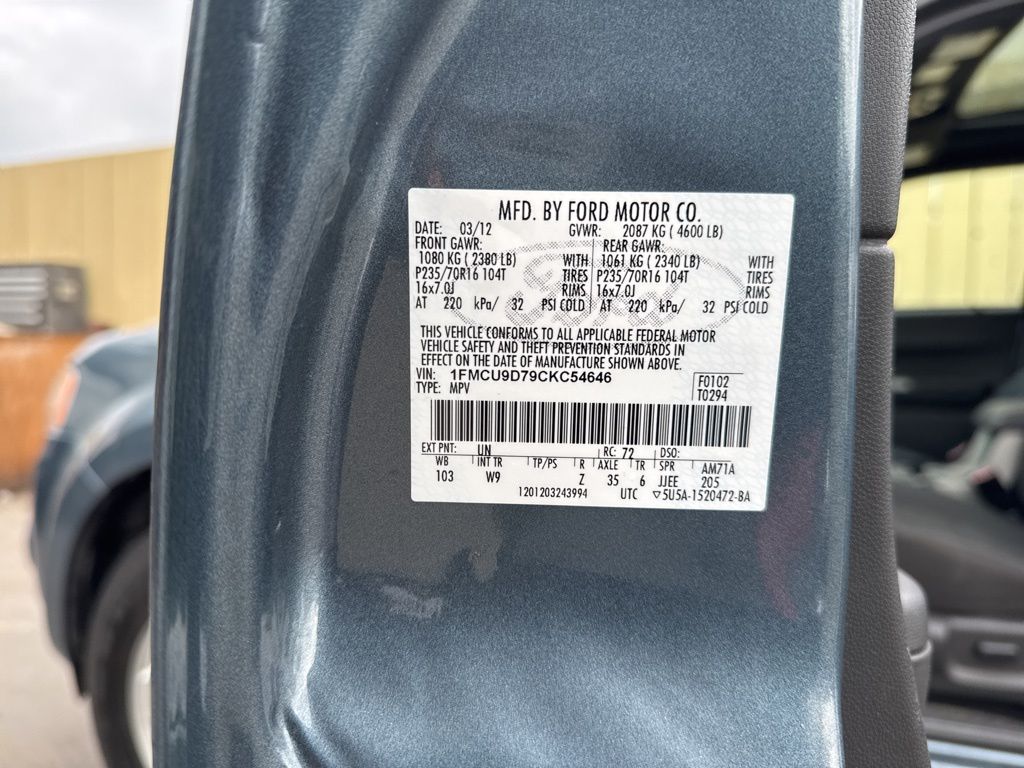 MFD. BY FORD MOTOR CO.
DATE: 03/12 GVWR: 2087 KG ( 4600 LB)
FRONT GAWR: REAR GAWR:
1080 KG ( 2380 LB) WITH 1061 KG ( 2340 LB) WITH
P235/70R16 104T TIRES P235/70R16 104T TIRES
16x7.0J RIMS 16x7.0J RIMS
AT 220 kPa/ 32 PSI COLD AT 220 kPa/ 32 PSI COLD
THIS VEHICLE CONFORMS TO ALL APPLICABLE FEDERAL MOTOR
VEHICLE SAFETY AND THEFT PREVENTION STANDARDS IN
EFFECT ON THE DATE OF MANUFACTURE SHOWN ABOVE.
VIN: 1FMCU9D79CKC54646 F0102
TYPE: MPV T0294
EXT PNT: UN RC: 72 DSO:
WB INT TR TP/PS R AXLE TR SPR AM71A
103 W9 Z 35 6 JJEE 205
1201203243994 UTC ▽5U5A-1520472-BA